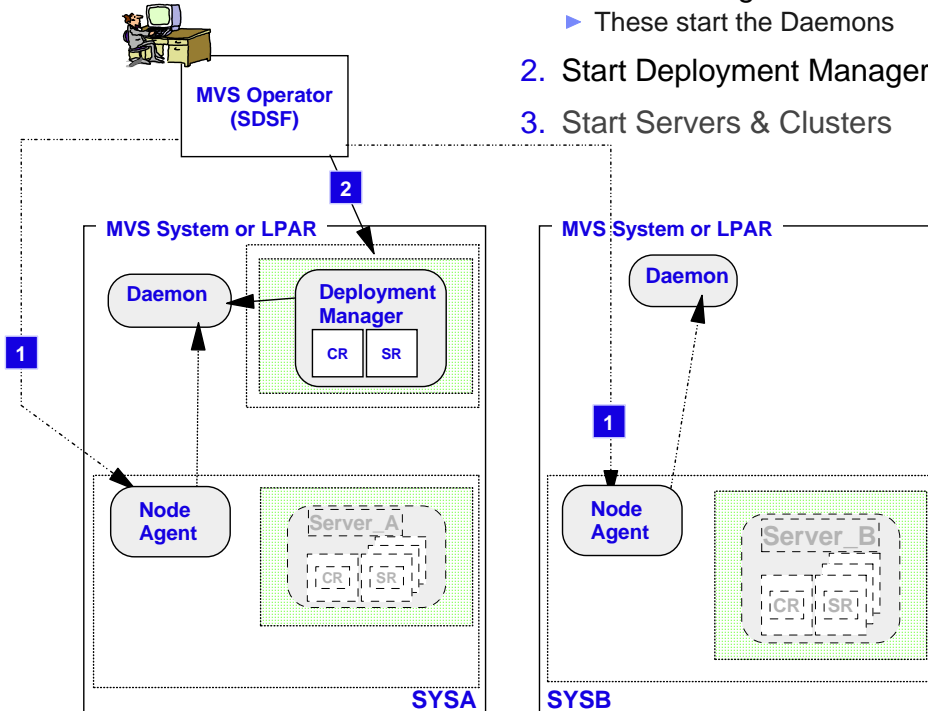 ► These start the Daemons
2. Start Deployment Manager
3. Start Servers & Clusters
MVS Operator
(SDSF)
2
MVS System or LPAR
MVS System or LPAR
Daemon
Deployment
Manager
CR SR
Daemon
1
1
Node
Agent
Server_A
CR SR
Node
Agent
Server_B
CR SR
SYSA
SYSB